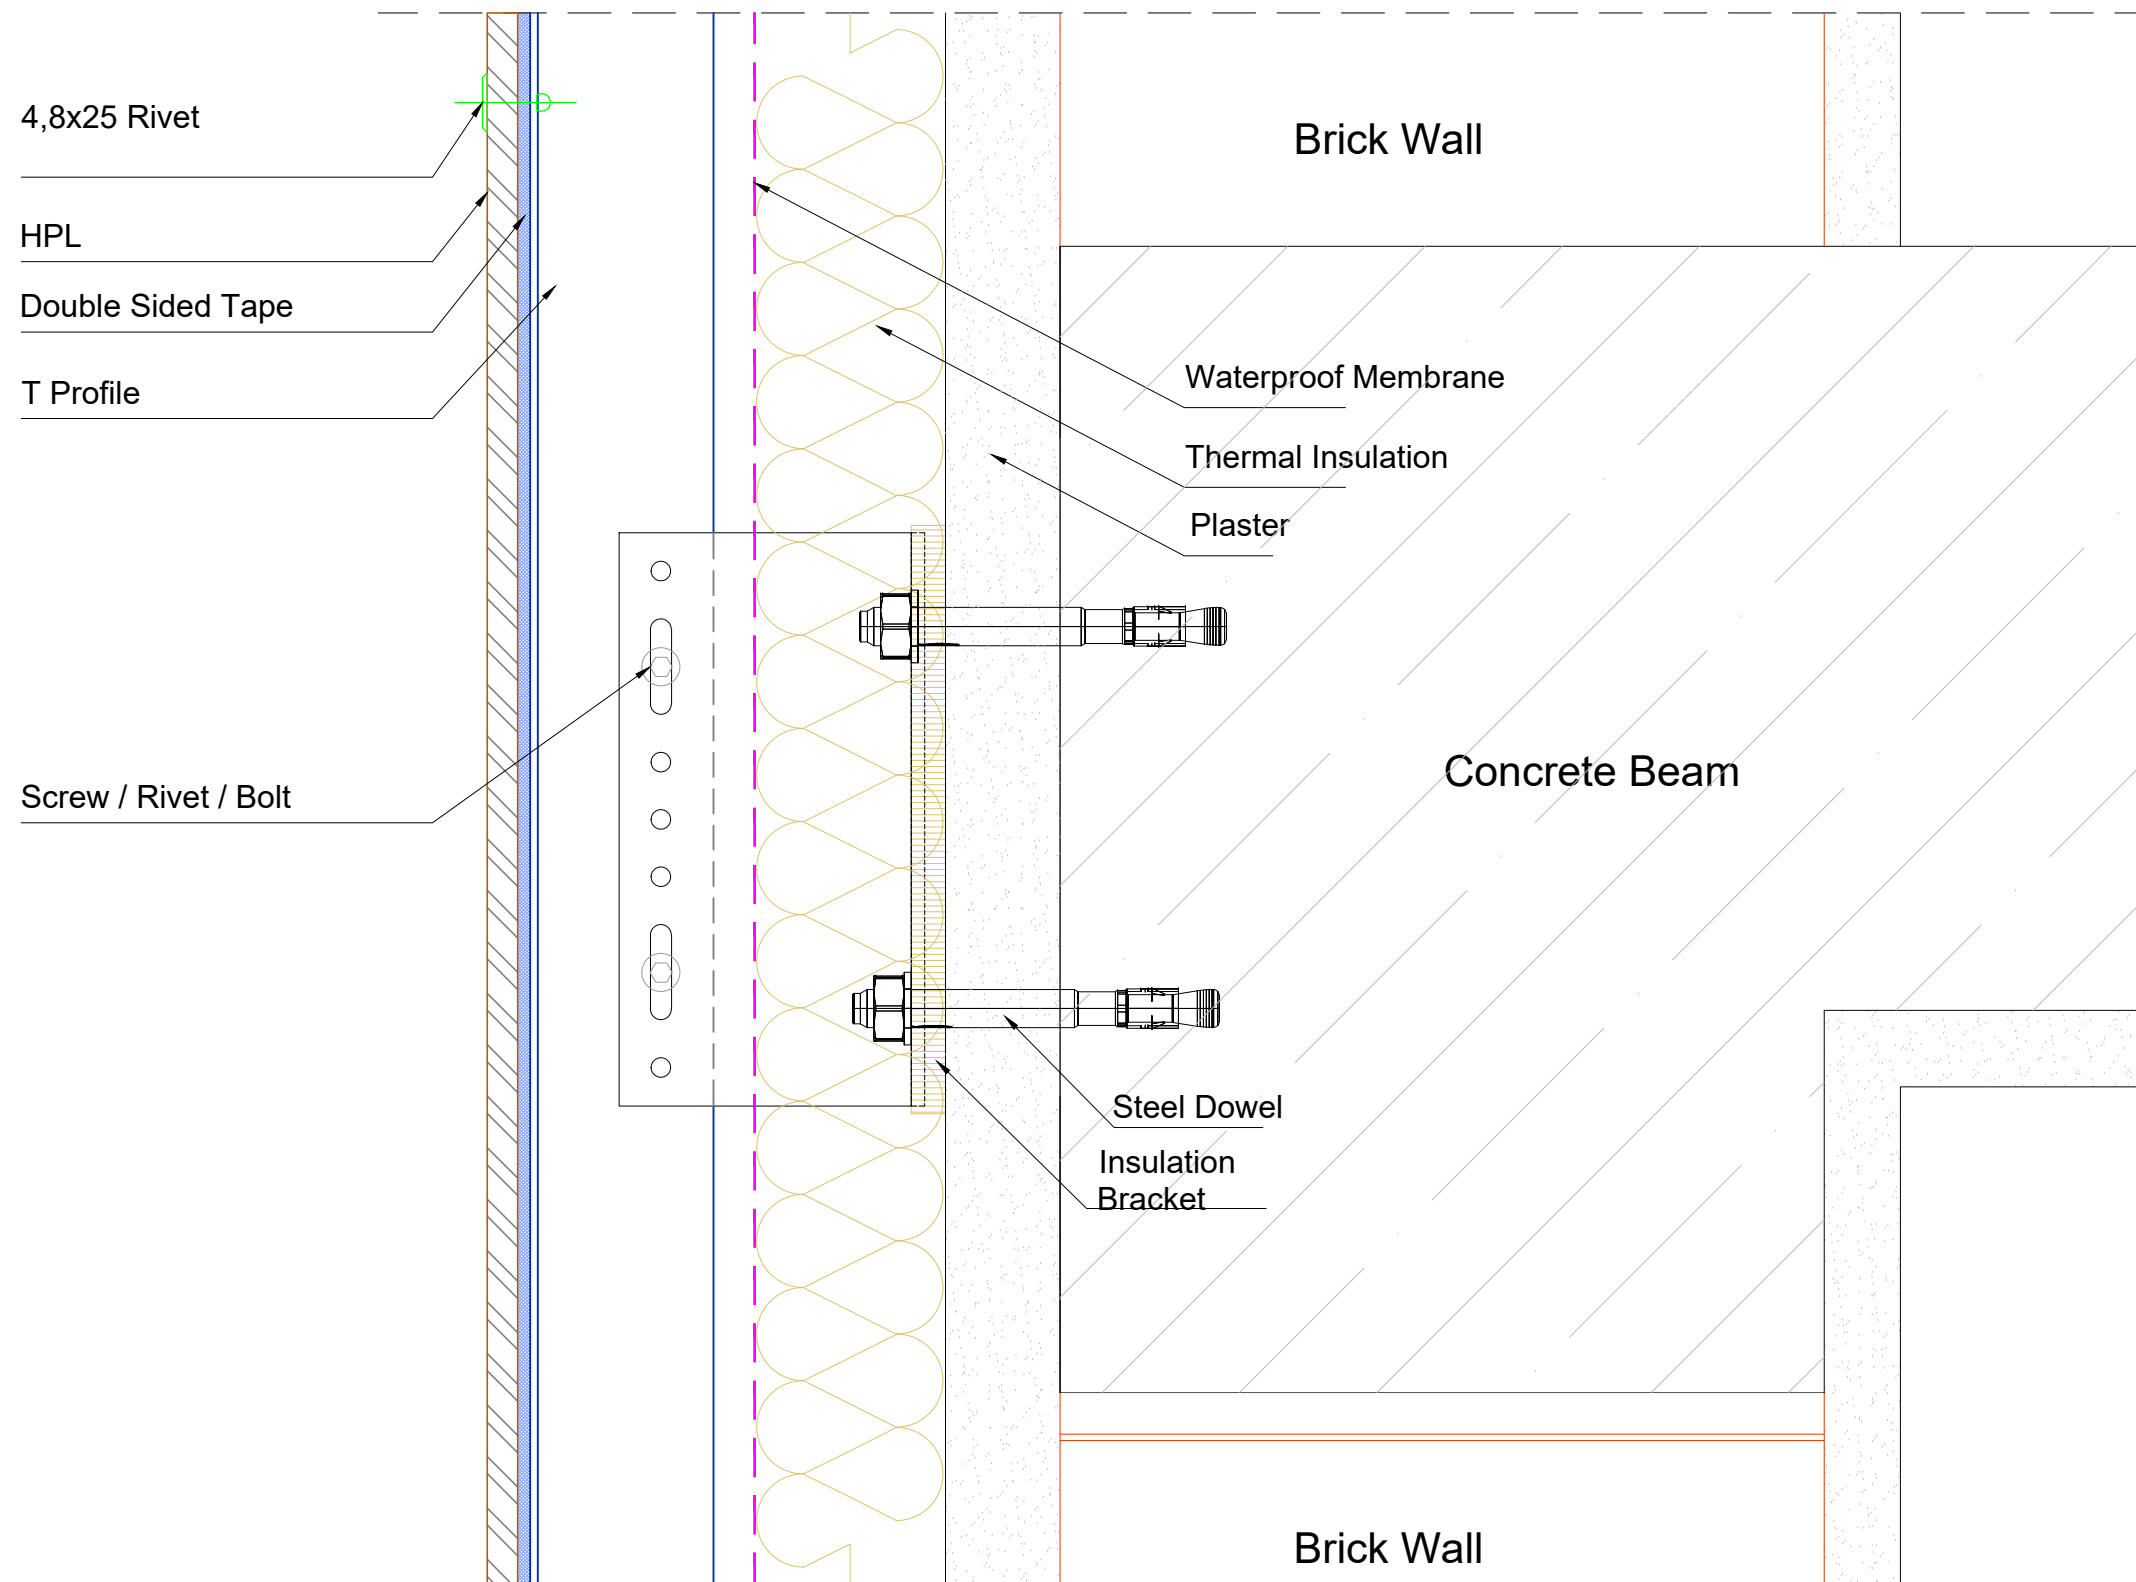 4,8x25 Rivet
HPL
Double Sided Tape
T Profile
Screw / Rivet / Bolt
Brick Wall
Waterproof Membrane
Thermal Insulation
Plaster
Concrete Beam
Steel Dowel
Insulation
Bracket
Brick Wall